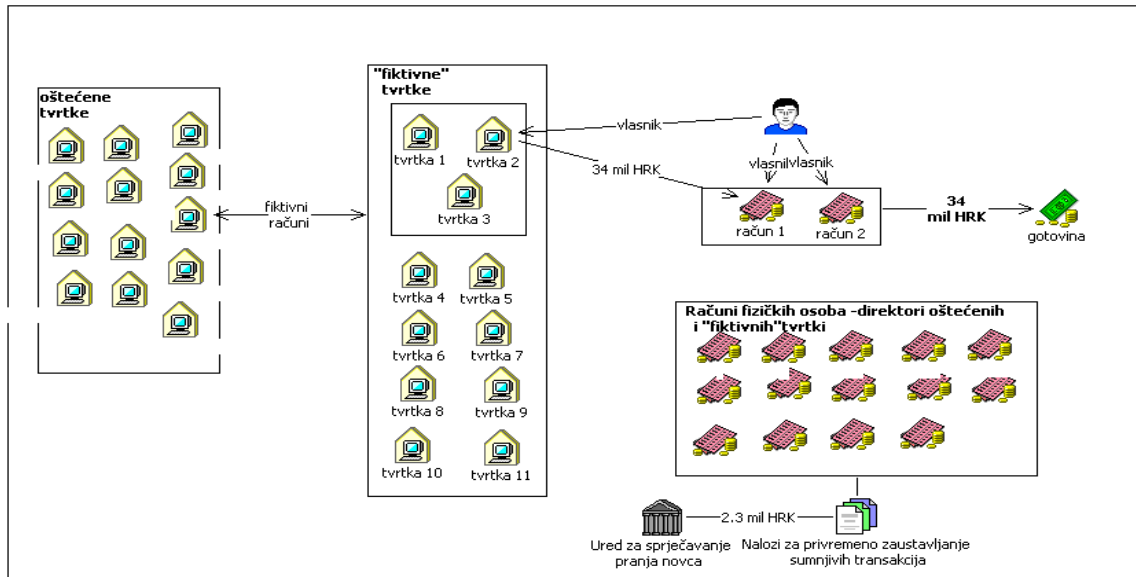 oštećene
tvrtke
fiktivni
računi
"fiktivne"
tvrtke
tvrtka 1
tvrtka 2
tvrtka 3
tvrtka 4
tvrtka 5
tvrtka 6
tvrtka 7
tvrtka 8
tvrtka 9
tvrtka 10
tvrtka 11
vlasnik
34 mil HRK
vlasnik
vlasnik
račun 1
račun 2
34
mil HRK
gotovina
Računi fizičkih osoba -direktori oštećenih
i "fiktivnih"tvrtki
2.3 mil HRK
Ured za sprječavanje
pranja novca
Nalozi za privremeno zaustavljanje
sumnjivih transakcija